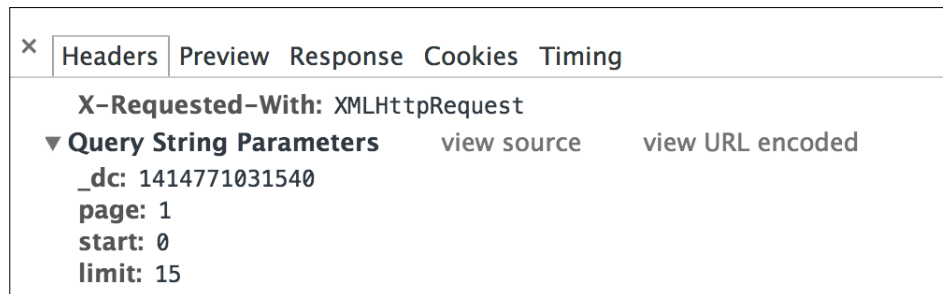 × Headers Preview Response Cookies Timing
X-Requested-With: XMLHttpRequest
▼ Query String Parameters view source view URL encoded
_dc: 1414771031540
page: 1
start: 0
limit: 15